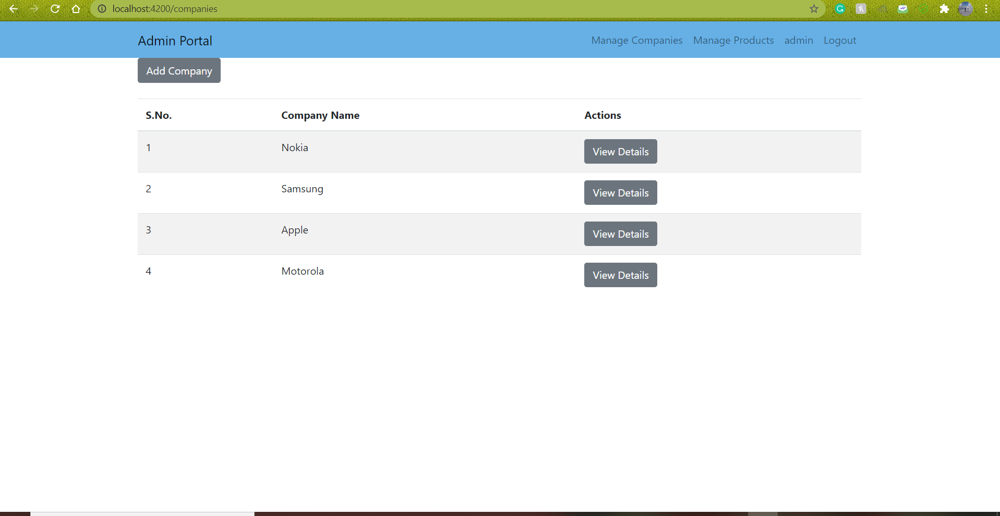 localhost:4200/companies
Admin Portal Manage Companies Manage Products admin Logout
Add Company
S.No. Company Name Actions
1 Nokia View Details
2 Samsung View Details
3 Apple View Details
4 Motorola View Details